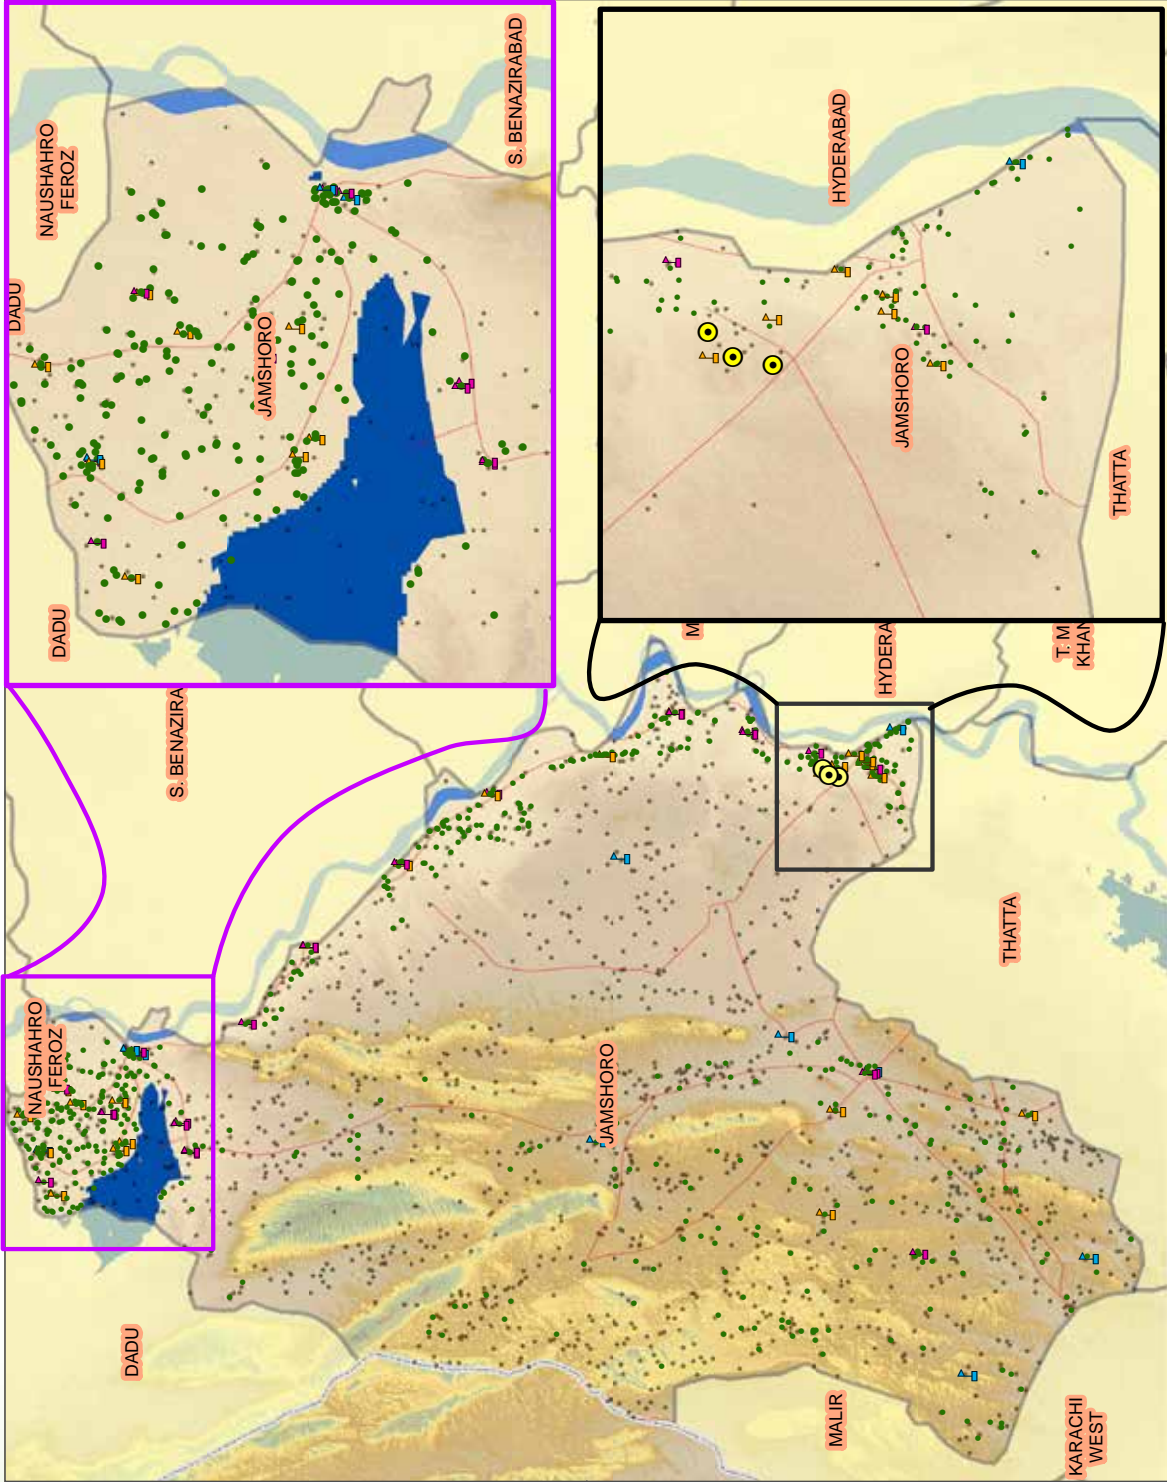 NAUSHAHRO
FEROZ
S. BENAZIRABAD
DADU
JAMSHORO
DADU
HYDERABAD
JAMSHORO
THATTA
S. BENAZIRA
M
HYDERA
T. M
KHAN
NAUSHAHRO
FEROZ
THATTA
JAMSHORO
DADU
MALIR
KARACHI
WEST